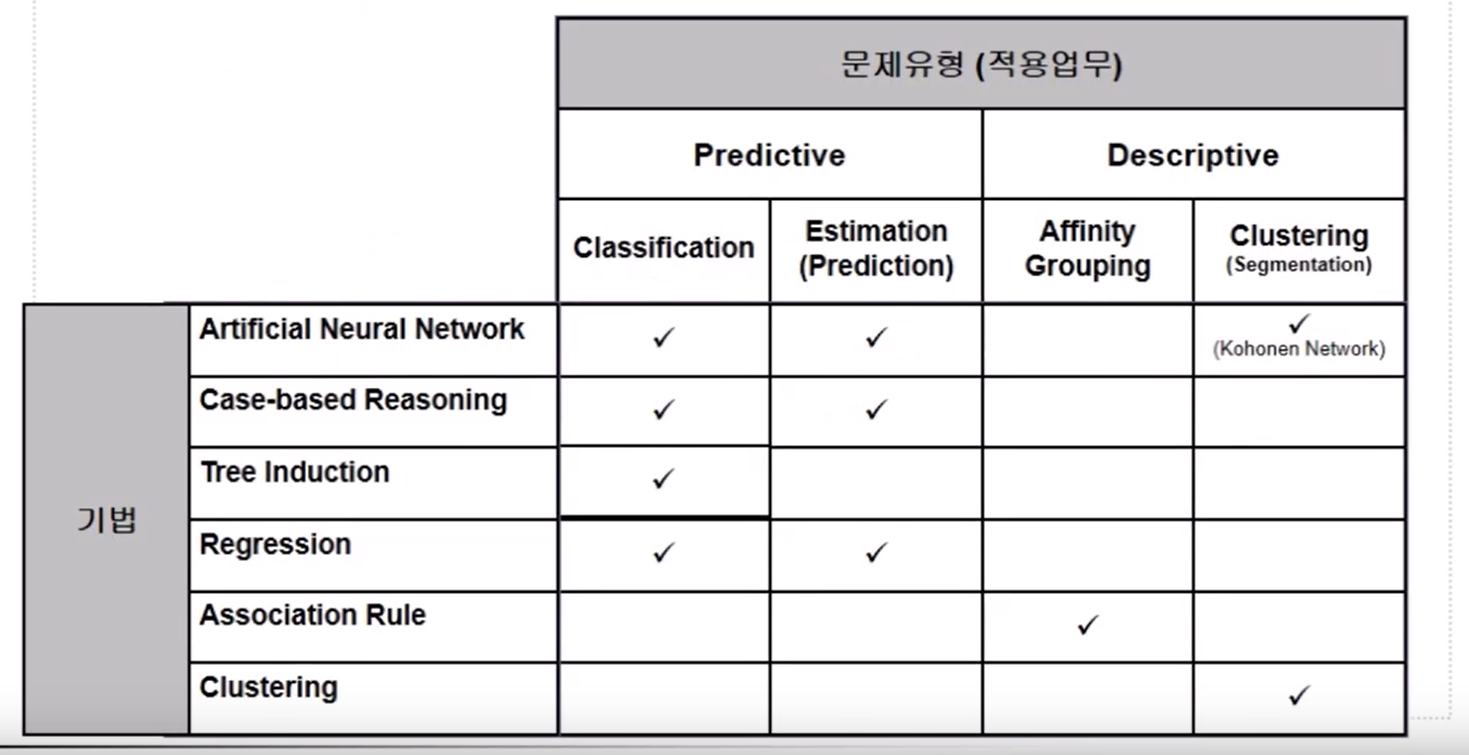 문제유형 (적용업무)
Predictive
Descriptive
Classification
Estimation
(Prediction)
Affinity
Grouping
Clustering
(Segmentation)
기법
Artificial Neural Network
✓
✓
✓
(Kohonen Network)
Case-based Reasoning
✓
✓
Tree Induction
✓
Regression
✓
✓
Association Rule
✓
Clustering
✓